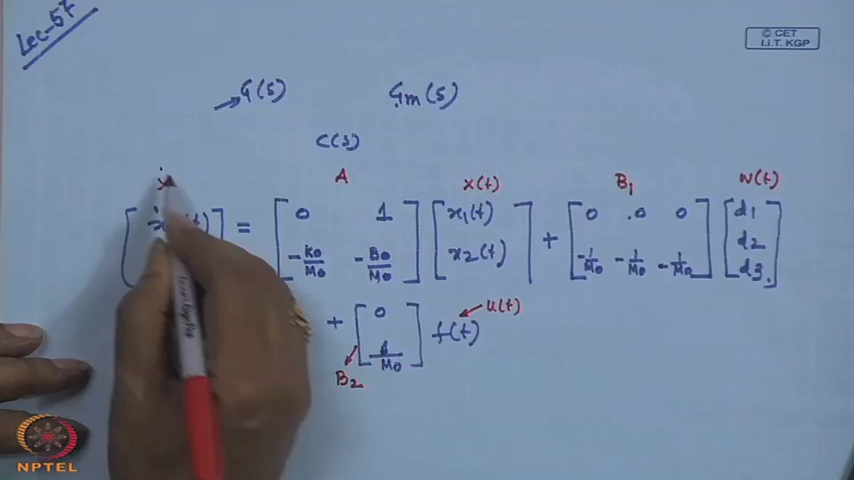 Lec-57
© CET
I.I.T. KGP
G(s) Gm(s)
C(s)
ẋ A x(t) B₁ w(t)
[ (t) ] = [ 0 1 ; -K₀/M₀ -B₀/M₀ ] [ x₁(t) ; x₂(t) ] + [ 0 0 0 ; -1/M₀ -1/M₀ -1/M₀ ] [ d₁ ; d₂ ; d₃ ]
+ [ 0 ; 1/M₀ ] f(t) u(t)
B₂
NPTEL